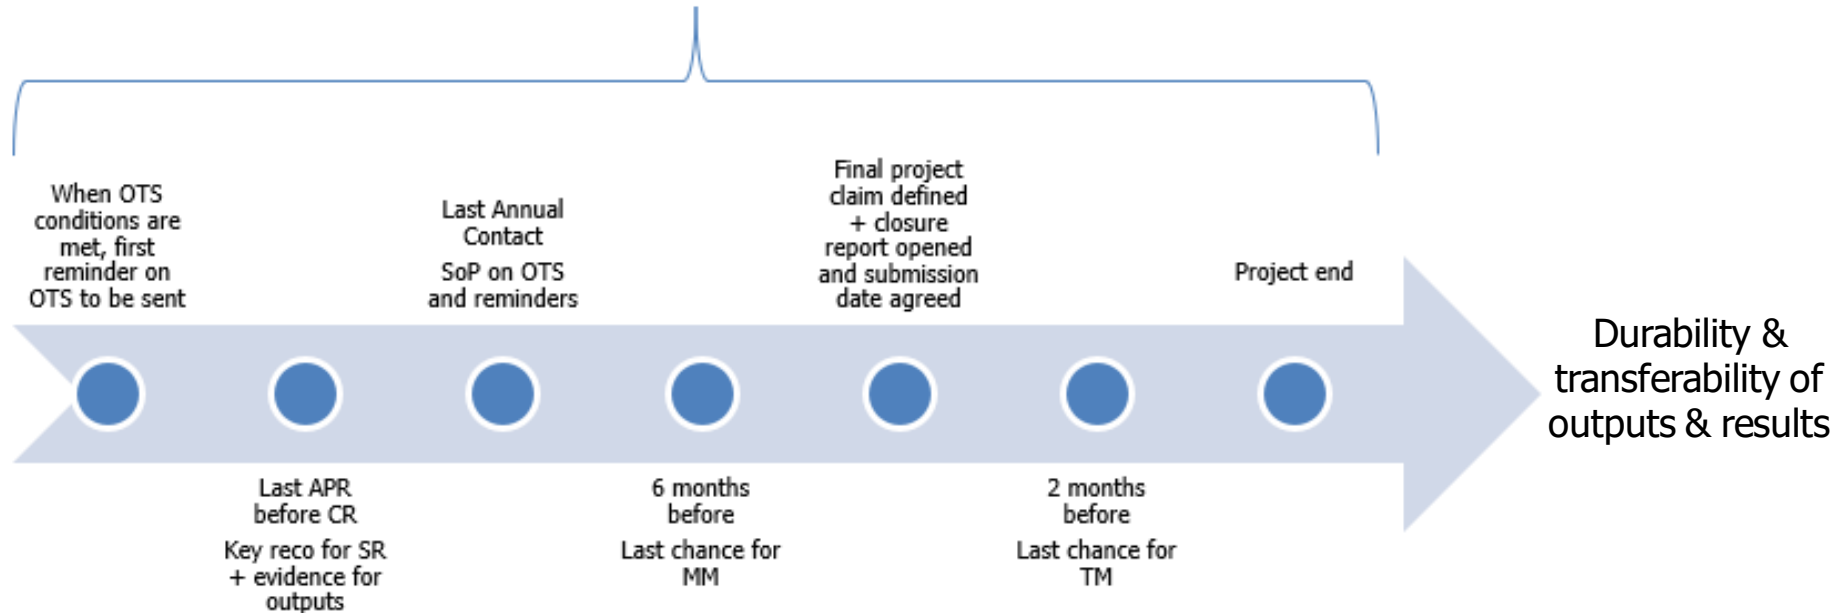 When OTS
conditions are
met, first
reminder on
OTS to be sent
Last APR
before CR
Key reco for SR
+ evidence for
outputs
Last Annual
Contact
SoP on OTS
and reminders
6 months
before
Last chance for
MM
Final project
claim defined
+ closure
report opened
and submission
date agreed
2 months
before
Last chance for
TM
Project end
Durability &
transferability of
outputs & results